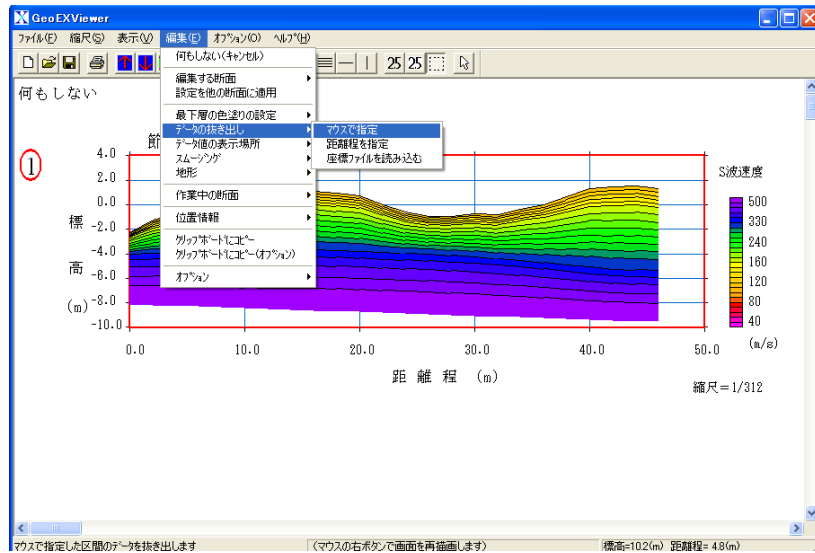 GeoEXViewer
ファイル(F) 縮尺(S) 表示(V) 編集(E) オプション(O) ヘルプ(H)
25 25
何もしない
何もしない(キャンセル)
編集する断面
設定を他の断面に適用
最下層の色塗りの設定
データの抜き出し
データ値の表示場所
スムージング
地形
作業中の断面
位置情報
クリップボードにコピー
クリップボードにコピー(オプション)
オプション
マウスで指定
距離程を指定
座標ファイルを読み込む
節
1
4.0
2.0
0.0
-2.0
-4.0
-6.0
-8.0
-10.0
標高(m)
0.0 10.0 20.0 30.0 40.0 50.0
距離程 (m)
S波速度
500
330
240
160
120
80
40
(m/s)
縮尺=1/312
マウスで指定した区間のデータを抜き出します (マウスの右ボタンで画面を再描画します) 標高=10.2(m) 距離程= 4.8(m)